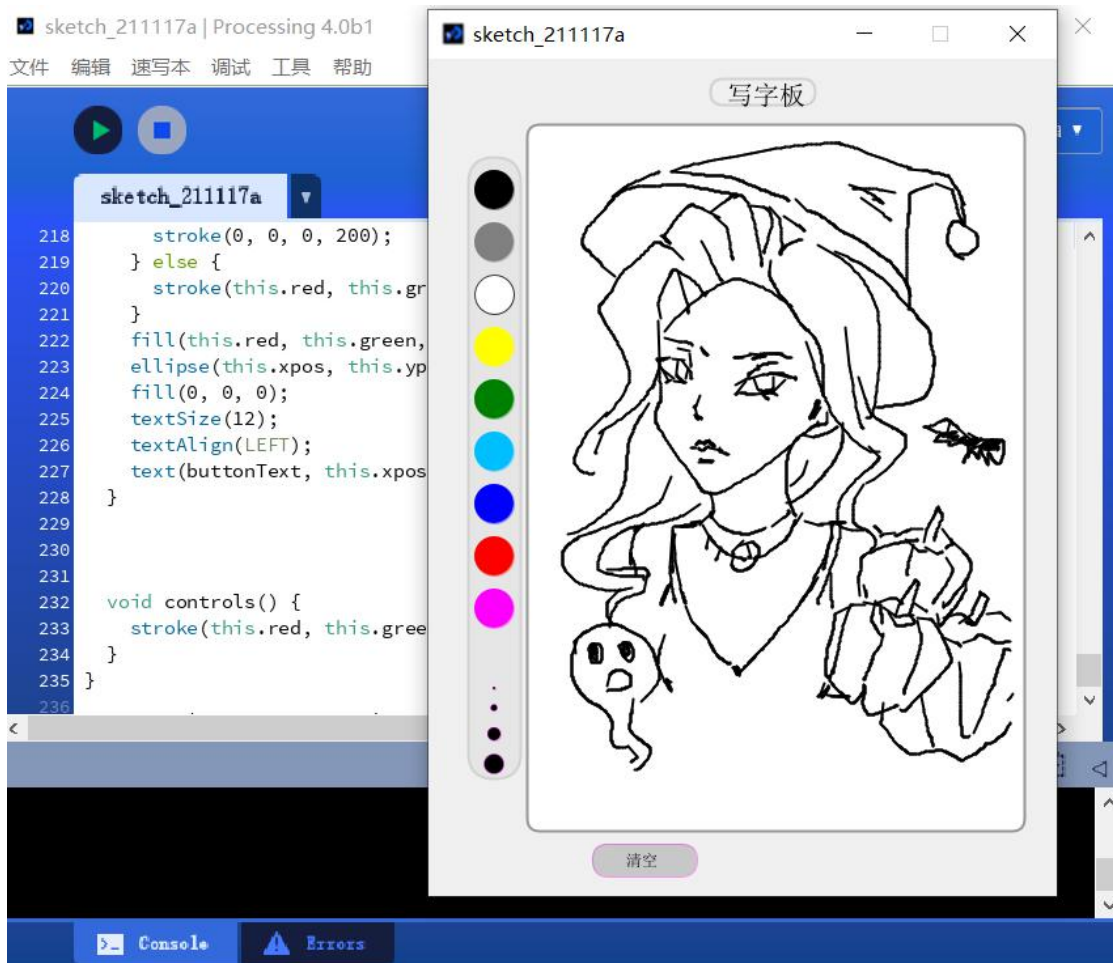 sketch_211117a | Processing 4.0b1
文件 编辑 速写本 调试 工具 帮助
sketch_211117a
218 stroke(0, 0, 0, 200);
219 } else {
220 stroke(this.red, this.gr
221 }
222 fill(this.red, this.green,
223 ellipse(this.xpos, this.yp
224 fill(0, 0, 0);
225 textSize(12);
226 textAlign(LEFT);
227 text(buttonText, this.xpos
228 }
229
230
231
232 void controls() {
233 stroke(this.red, this.gree
234 }
235 }
236
Console Errors
sketch_211117a
写字板
清空